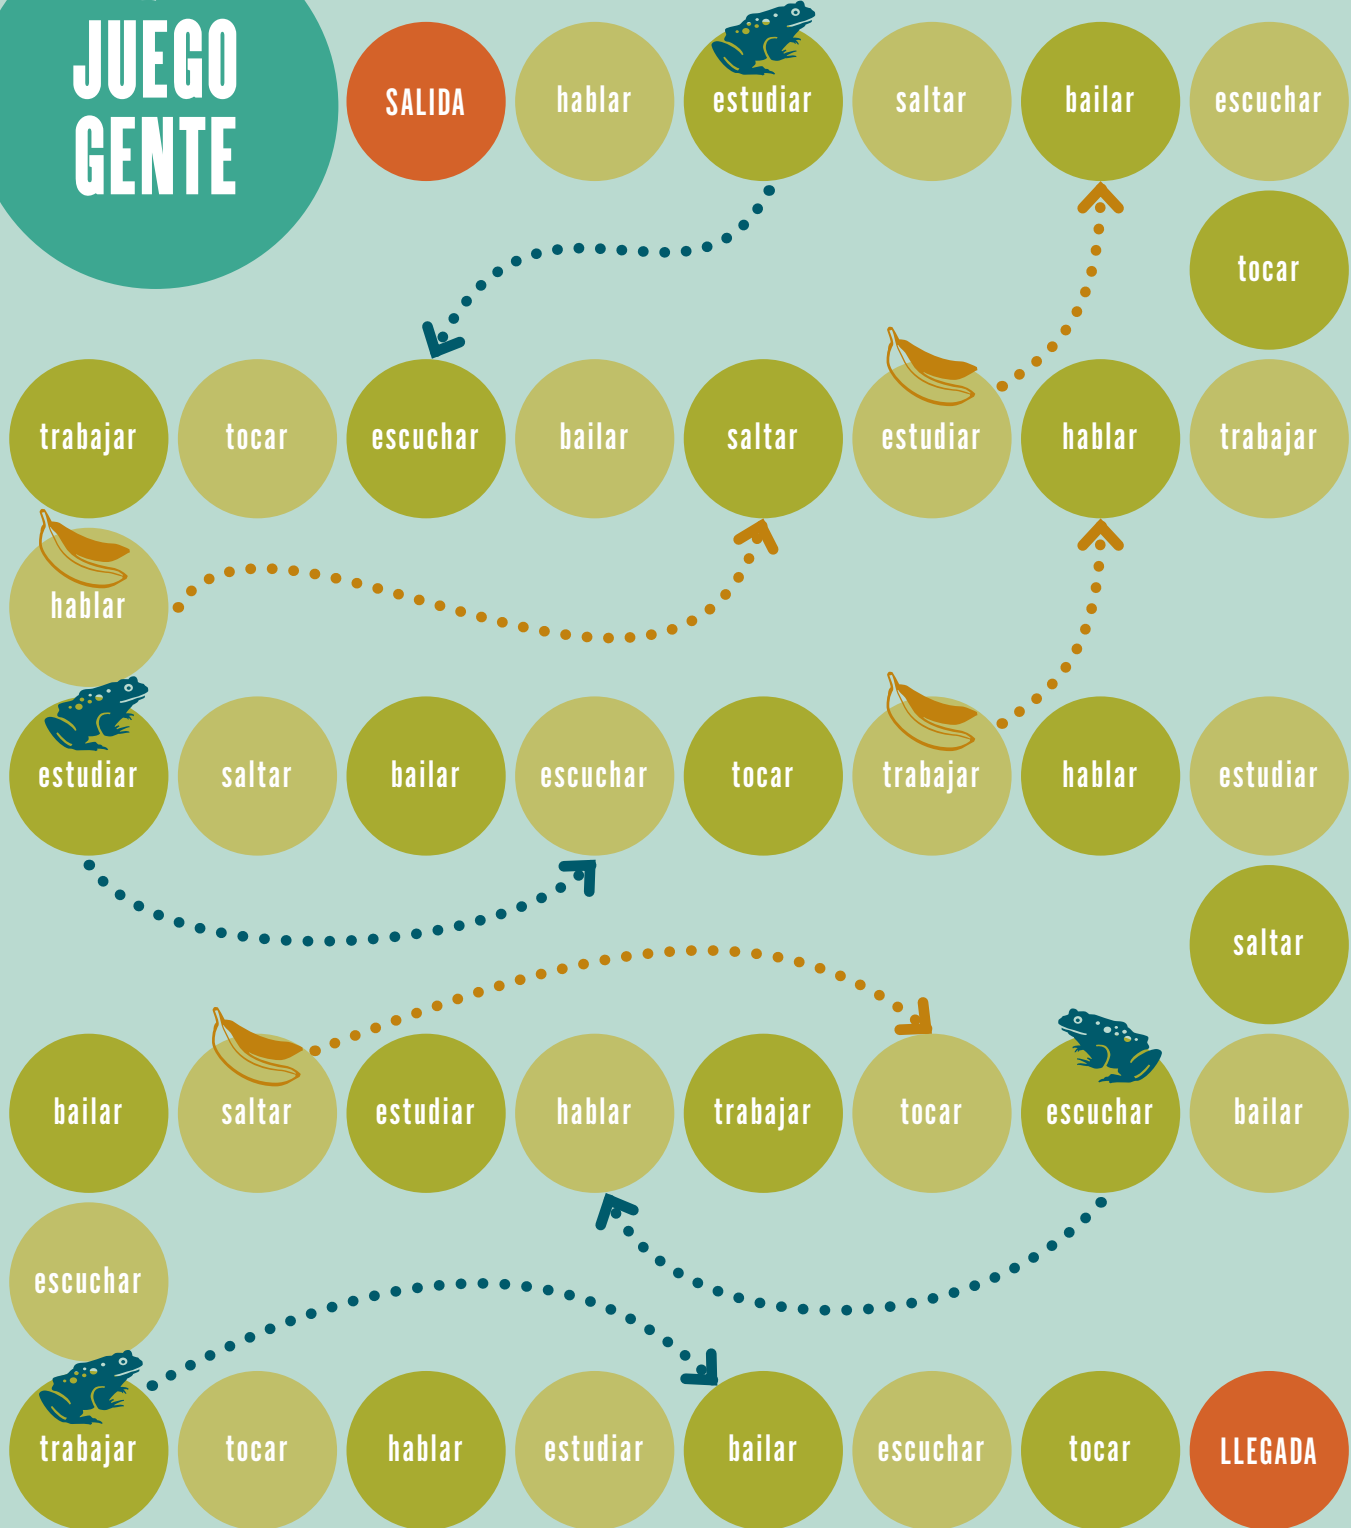 JUEGO
GENTE
SALIDA hablar estudiar saltar bailar escuchar
tocar
trabajar tocar escuchar bailar saltar estudiar hablar trabajar
hablar
estudiar saltar bailar escuchar tocar trabajar hablar estudiar
saltar
bailar saltar estudiar hablar trabajar tocar escuchar bailar
escuchar
trabajar tocar hablar estudiar bailar escuchar tocar LLEGADA